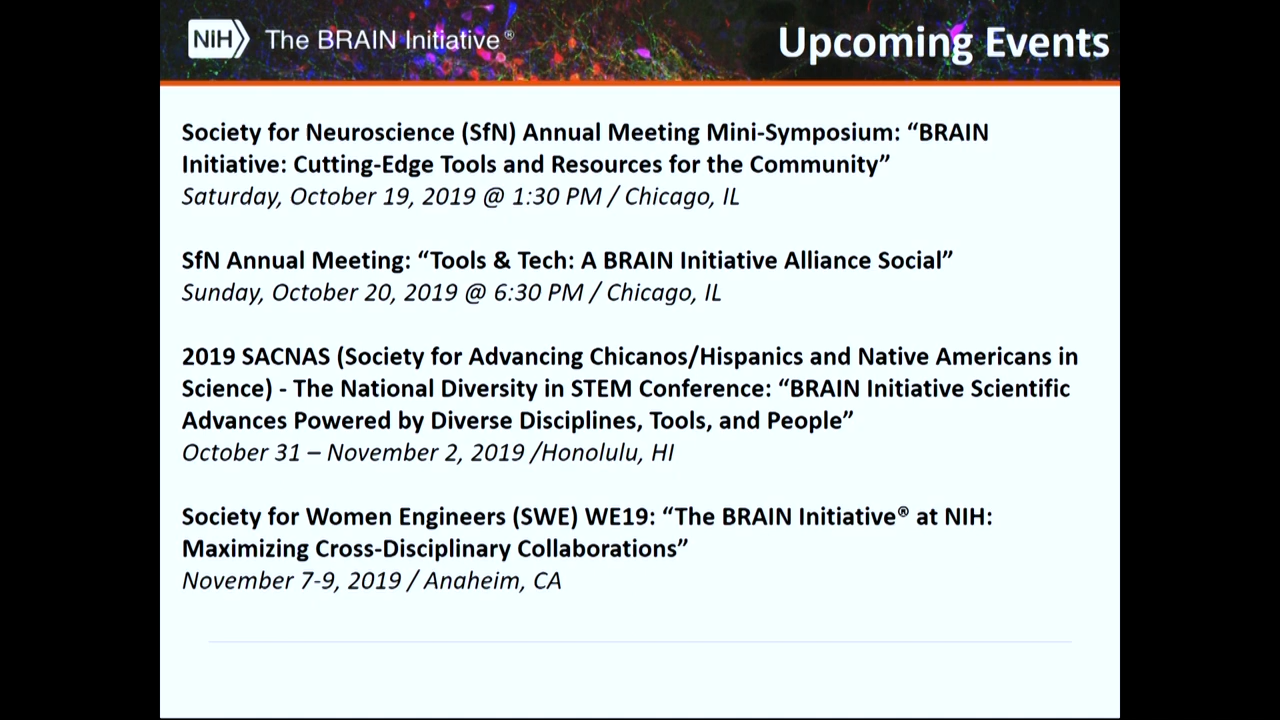 NIH The BRAIN Initiative®
Upcoming Events
Society for Neuroscience (SfN) Annual Meeting Mini-Symposium: “BRAIN
Initiative: Cutting-Edge Tools and Resources for the Community”
Saturday, October 19, 2019 @ 1:30 PM / Chicago, IL
SfN Annual Meeting: “Tools & Tech: A BRAIN Initiative Alliance Social”
Sunday, October 20, 2019 @ 6:30 PM / Chicago, IL
2019 SACNAS (Society for Advancing Chicanos/Hispanics and Native Americans in
Science) - The National Diversity in STEM Conference: “BRAIN Initiative Scientific
Advances Powered by Diverse Disciplines, Tools, and People”
October 31 – November 2, 2019 /Honolulu, HI
Society for Women Engineers (SWE) WE19: “The BRAIN Initiative® at NIH:
Maximizing Cross-Disciplinary Collaborations”
November 7-9, 2019 / Anaheim, CA